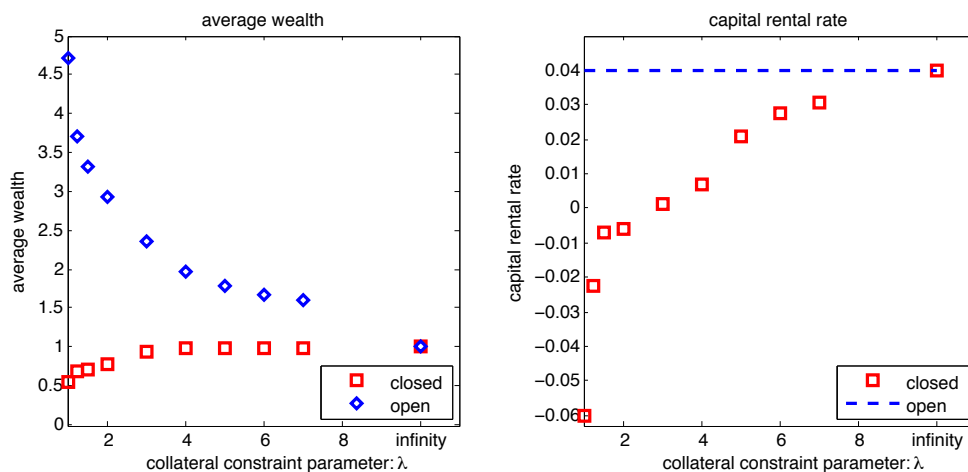 average wealth
5
4.5
4
3.5
3
2.5
2
1.5
1
0.5
0
average wealth
2
4
6
8
infinity
collateral constraint parameter: λ
closed
open
capital rental rate
0.04
0.03
0.02
0.01
0
−0.01
−0.02
−0.03
−0.04
−0.05
−0.06
capital rental rate
2
4
6
8
infinity
collateral constraint parameter: λ
closed
open